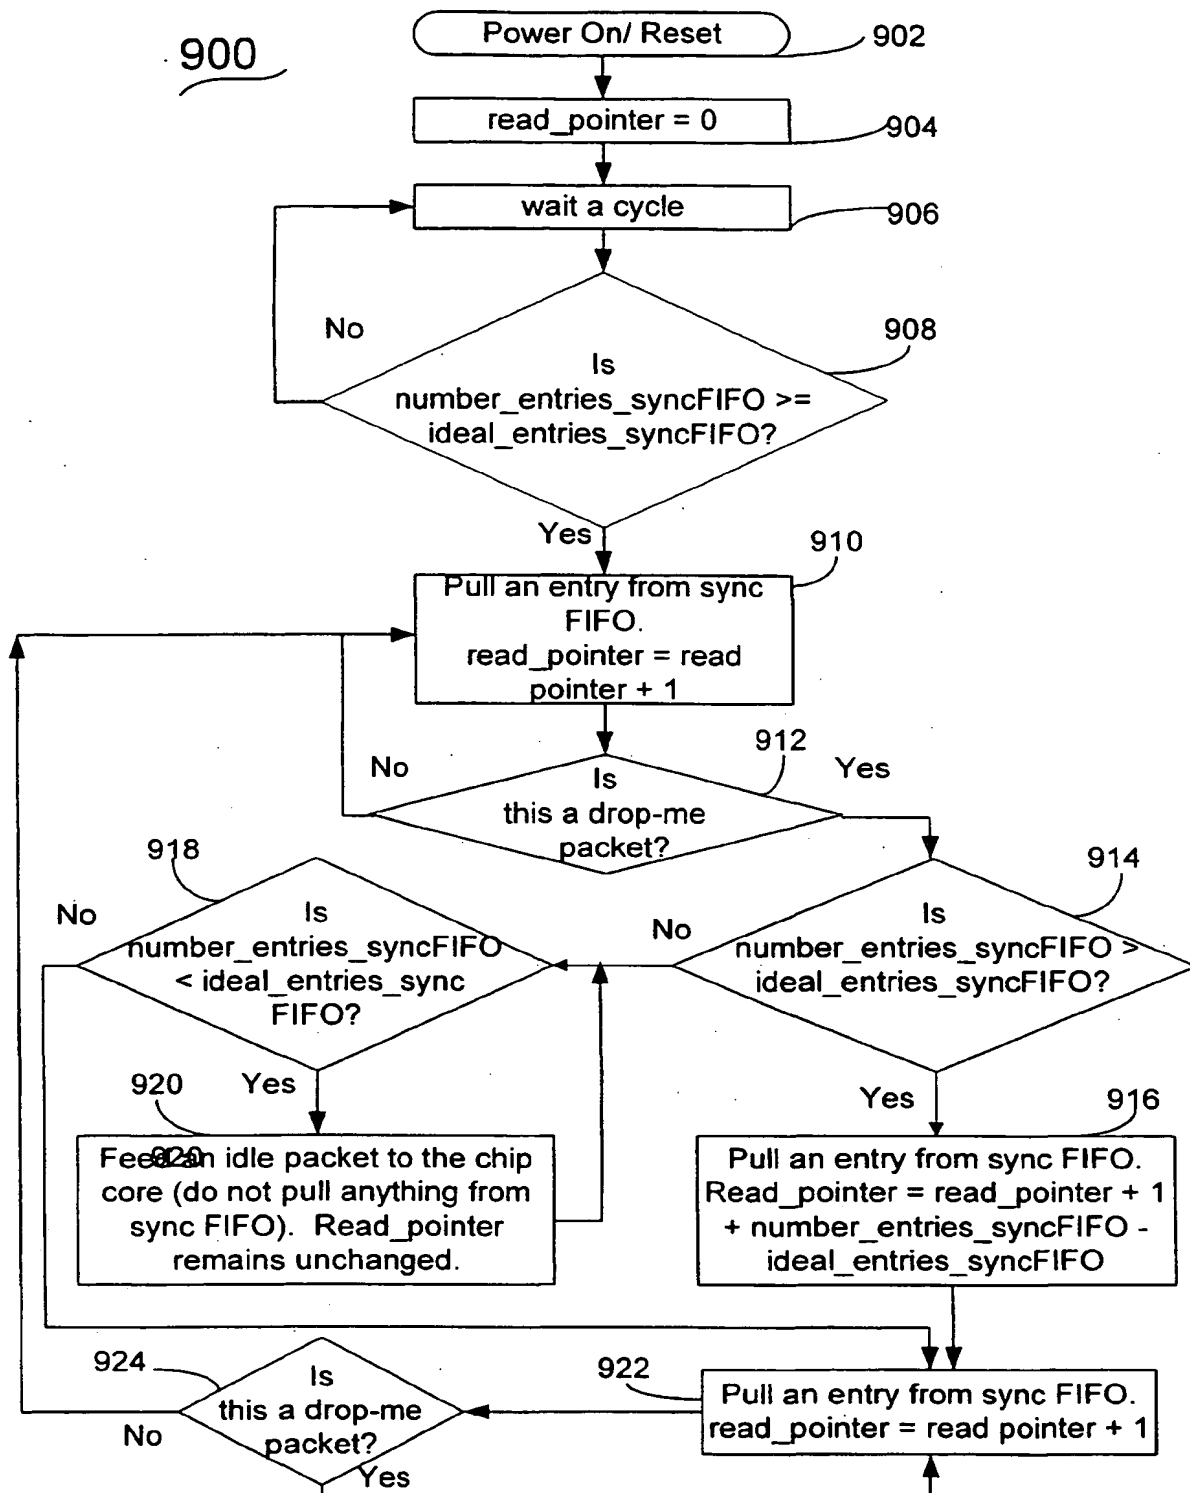 900
Power On/ Reset
902
read_pointer = 0
904
wait a cycle
906
No
908
Is
number_entries_syncFIFO >=
ideal_entries_syncFIFO?
Yes
910
Pull an entry from sync
FIFO.
read_pointer = read
pointer + 1
912
No
Yes
Is
this a drop-me
packet?
918
914
No
Is
number_entries_syncFIFO
< ideal_entries_sync
FIFO?
No
Is
number_entries_syncFIFO >
ideal_entries_syncFIFO?
Yes
920
Yes
916
920
Feed an idle packet to the chip
core (do not pull anything from
sync FIFO). Read_pointer
remains unchanged.
Pull an entry from sync FIFO.
Read_pointer = read_pointer + 1
+ number_entries_syncFIFO -
ideal_entries_syncFIFO
924
Is
this a drop-me
packet?
No
Yes
922
Pull an entry from sync FIFO.
read_pointer = read pointer + 1